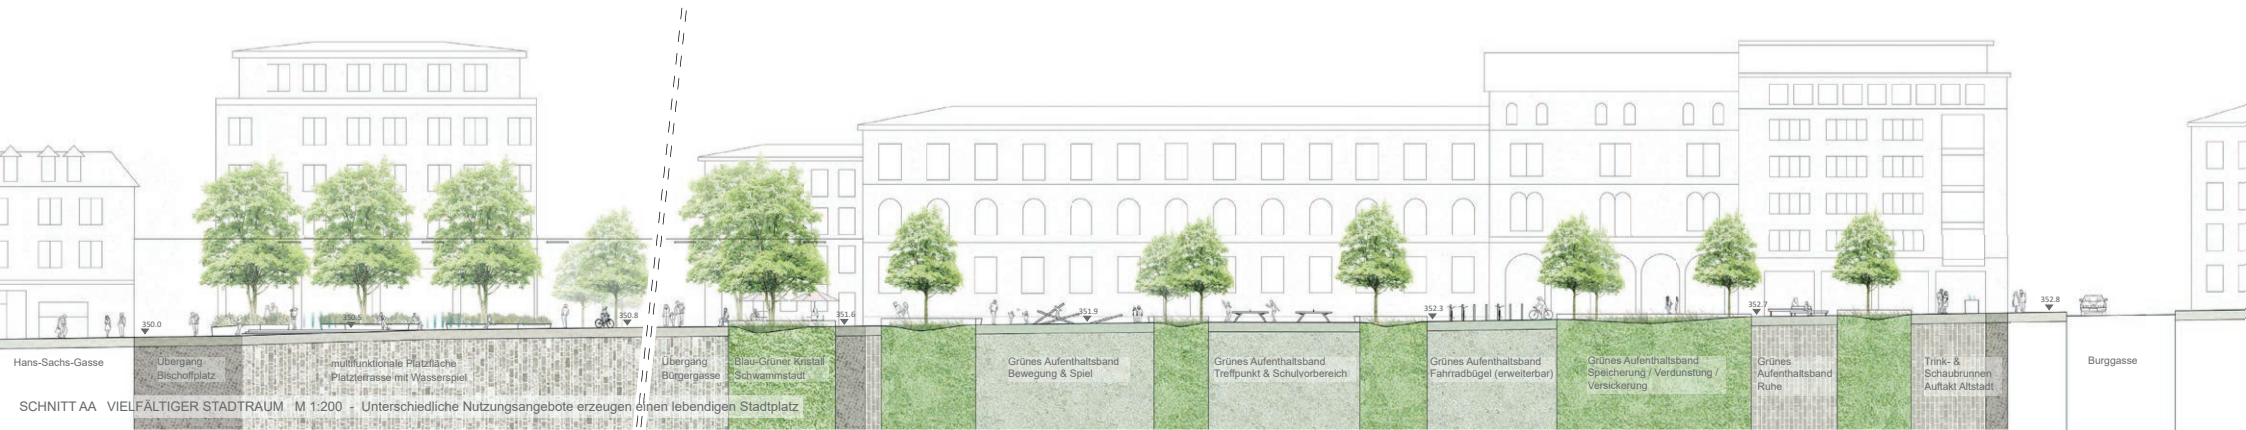 350.0
350.5
350.8
351.6
351.9
352.3
352.7
352.8
Hans-Sachs-Gasse
Übergang
Bischoffplatz
multifunktionale Platzfläche
Platzterrasse mit Wasserspiel
Übergang
Bürgergasse
Blau-Grüner Kristall
Schwammstadt
Grünes Aufenthaltsband
Bewegung & Spiel
Grünes Aufenthaltsband
Treffpunkt & Schulvorbereich
Grünes Aufenthaltsband
Fahrradbügel (erweiterbar)
Grünes Aufenthaltsband
Speicherung / Verdunstung /
Versickerung
Grünes
Aufenthaltsband
Ruhe
Trink- &
Schaubrunnen
Auftakt Altstadt
Burggasse
SCHNITT AA VIELFÄLTIGER STADTRAUM M 1:200 - Unterschiedliche Nutzungsangebote erzeugen einen lebendigen Stadtplatz